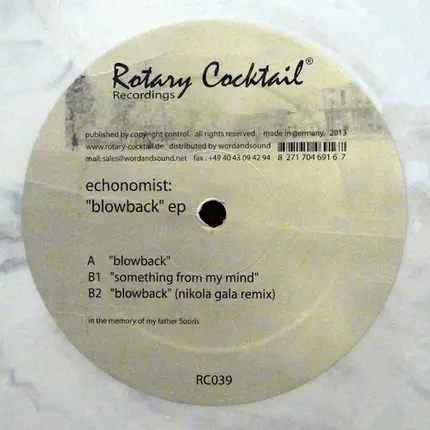 Rotary Cocktail®
Recordings
published by copyright control. all rights reserved. made in germany, 2013
www.rotary-cocktail.de distributed by wordandsound
mail: sales@wordandsound.net fax : +49 40 43 09 42 94 8 271704 691 6 7
echonomist:
"blowback" ep
A "blowback"
B1 "something from my mind"
B2 "blowback" (nikola gala remix)
in the memory of my father Sotiris
RC039